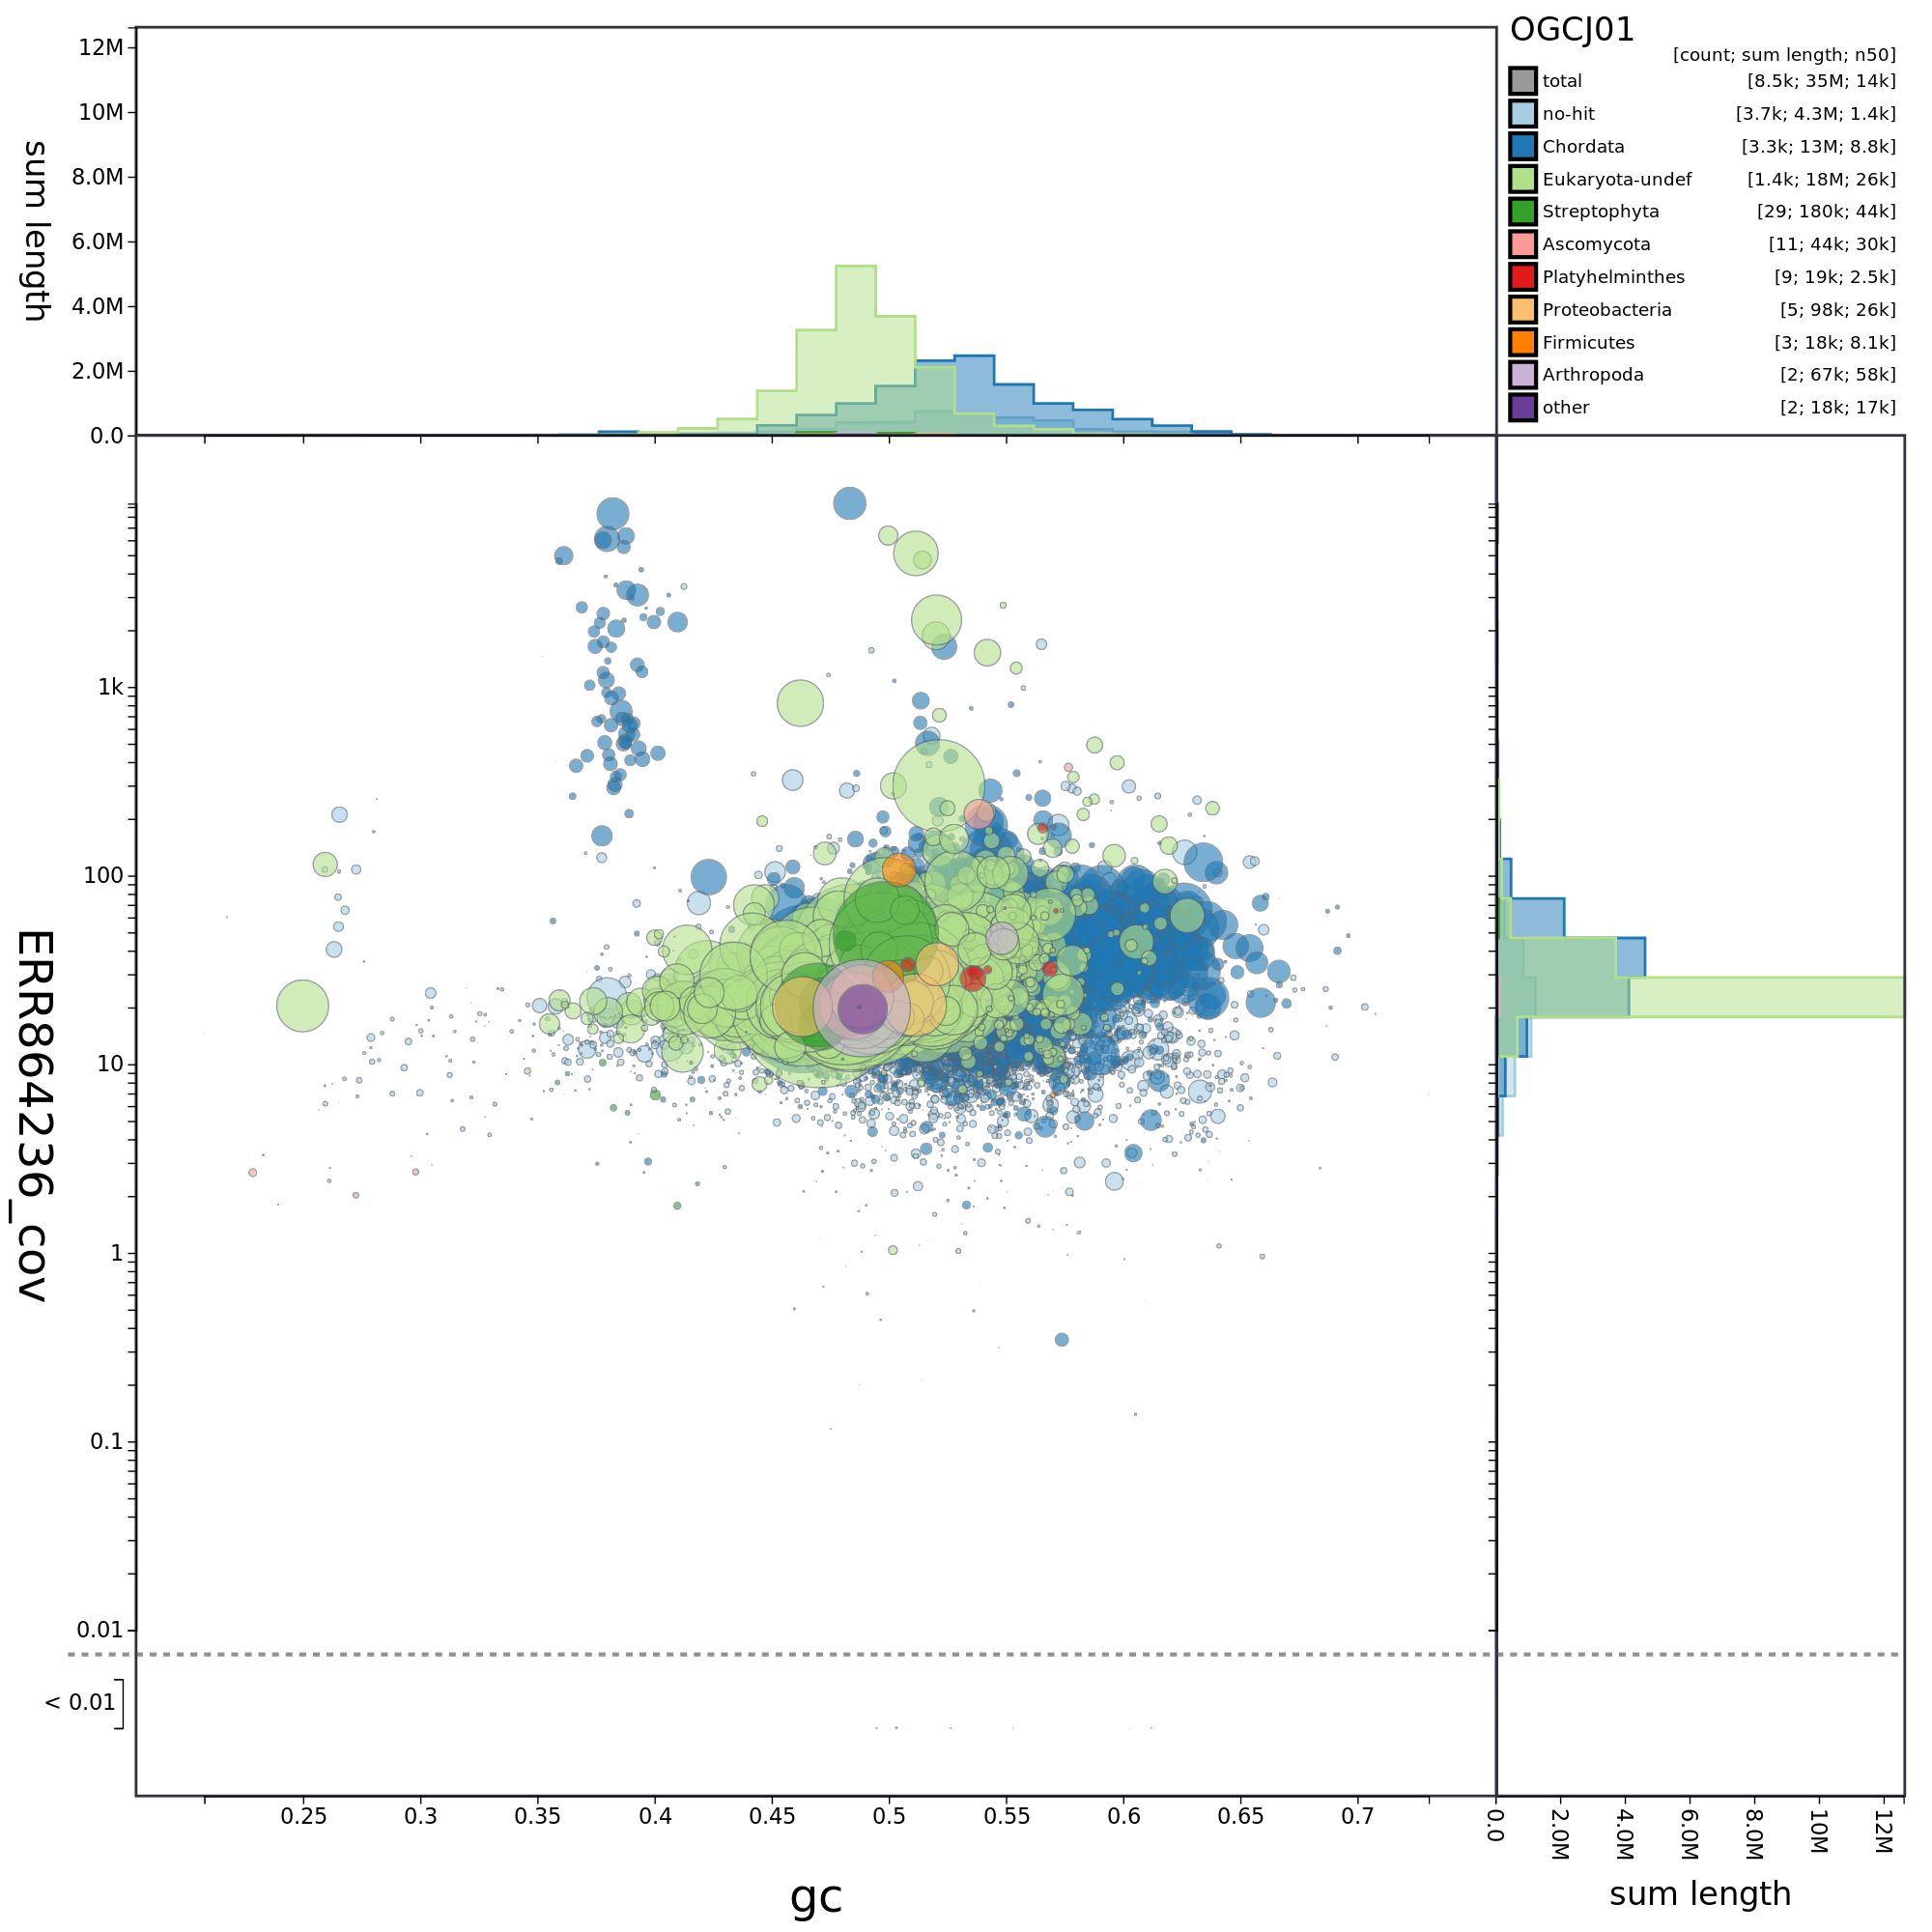 OGCJ01
[count; sum length; n50]
total [8.5k; 35M; 14k]
no-hit [3.7k; 4.3M; 1.4k]
Chordata [3.3k; 13M; 8.8k]
Eukaryota-undef [1.4k; 18M; 26k]
Streptophyta [29; 180k; 44k]
Ascomycota [11; 44k; 30k]
Platyhelminthes [9; 19k; 2.5k]
Proteobacteria [5; 98k; 26k]
Firmicutes [3; 18k; 8.1k]
Arthropoda [2; 67k; 58k]
other [2; 18k; 17k]
sum length
12M
10M
8.0M
6.0M
4.0M
2.0M
0.0
ERR864236_cov
1k
100
10
1
0.1
0.01
< 0.01
0.25 0.3 0.35 0.4 0.45 0.5 0.55 0.6 0.65 0.7
gc
0.0 2.0M 4.0M 6.0M 8.0M 10M 12M
sum length